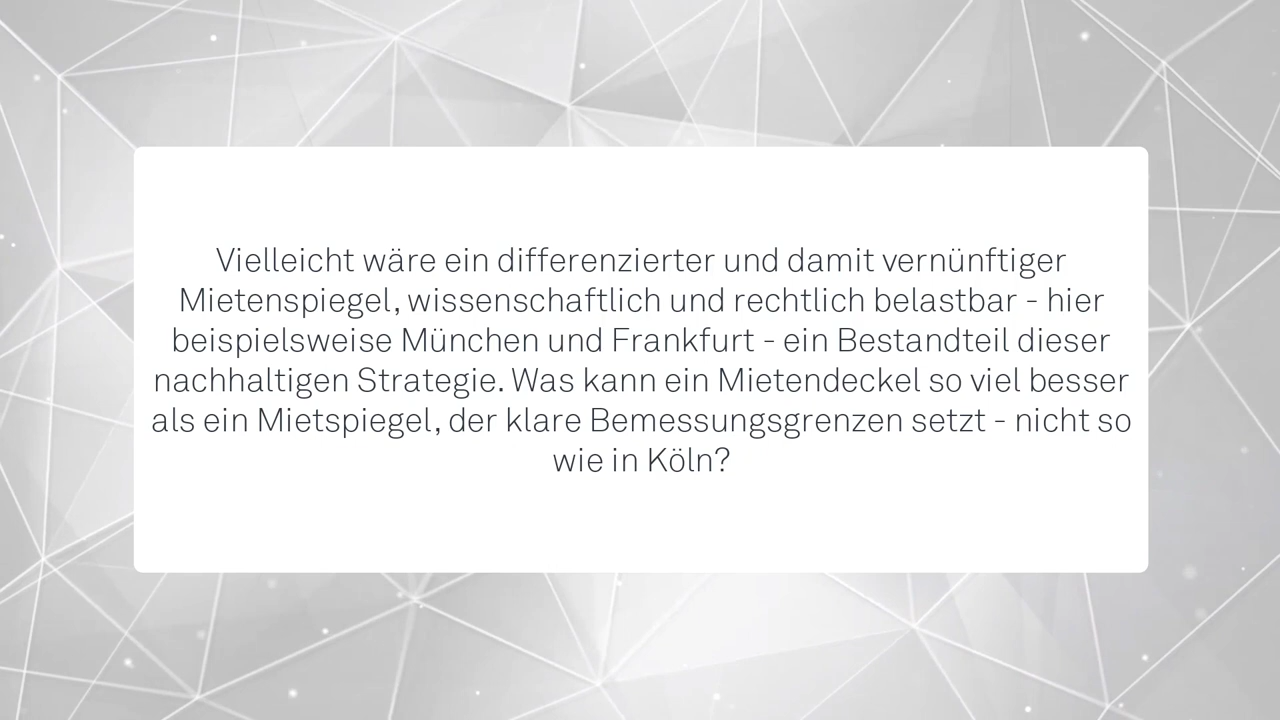 Vielleicht wäre ein differenzierter und damit vernünftiger
Mietenspiegel, wissenschaftlich und rechtlich belastbar - hier
beispielsweise München und Frankfurt - ein Bestandteil dieser
nachhaltigen Strategie. Was kann ein Mietendeckel so viel besser
als ein Mietspiegel, der klare Bemessungsgrenzen setzt - nicht so
wie in Köln?